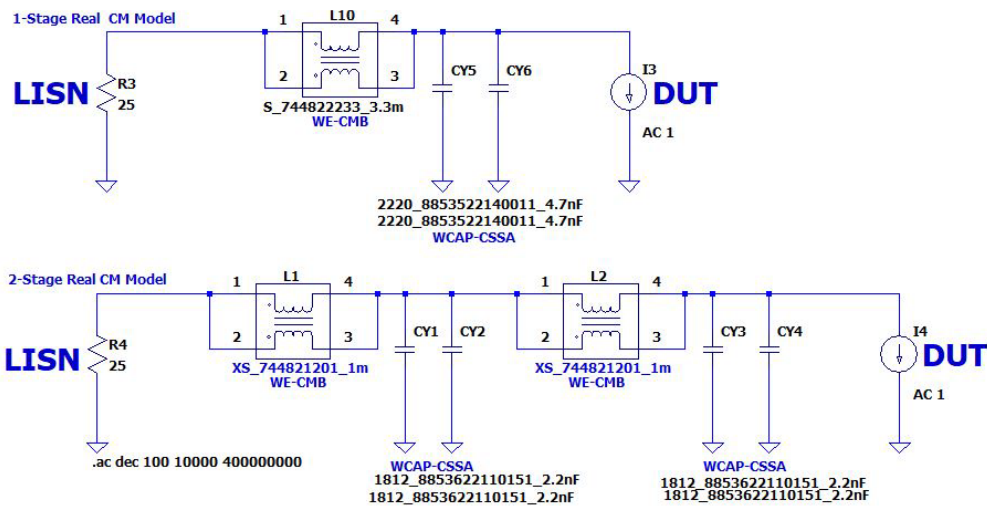 1-Stage Real CM Model
L10
1 4
CY5 CY6
I3
R3
LISN
25
2 3
DUT
S_744822233_3.3m
WE-CMB
AC 1
2220_8853522140011_4.7nF
2220_8853522140011_4.7nF
WCAP-CSSA
2-Stage Real CM Model
L1
L2
1 4
1 4
CY1 CY2
CY3 CY4
I4
R4
LISN
25
2 3
2 3
DUT
XS_744821201_1m
WE-CMB
XS_744821201_1m
WE-CMB
AC 1
.ac dec 100 10000 400000000
WCAP-CSSA
1812_8853622110151_2.2nF
1812_8853622110151_2.2nF
WCAP-CSSA
1812_8853622110151_2.2nF
1812_8853622110151_2.2nF